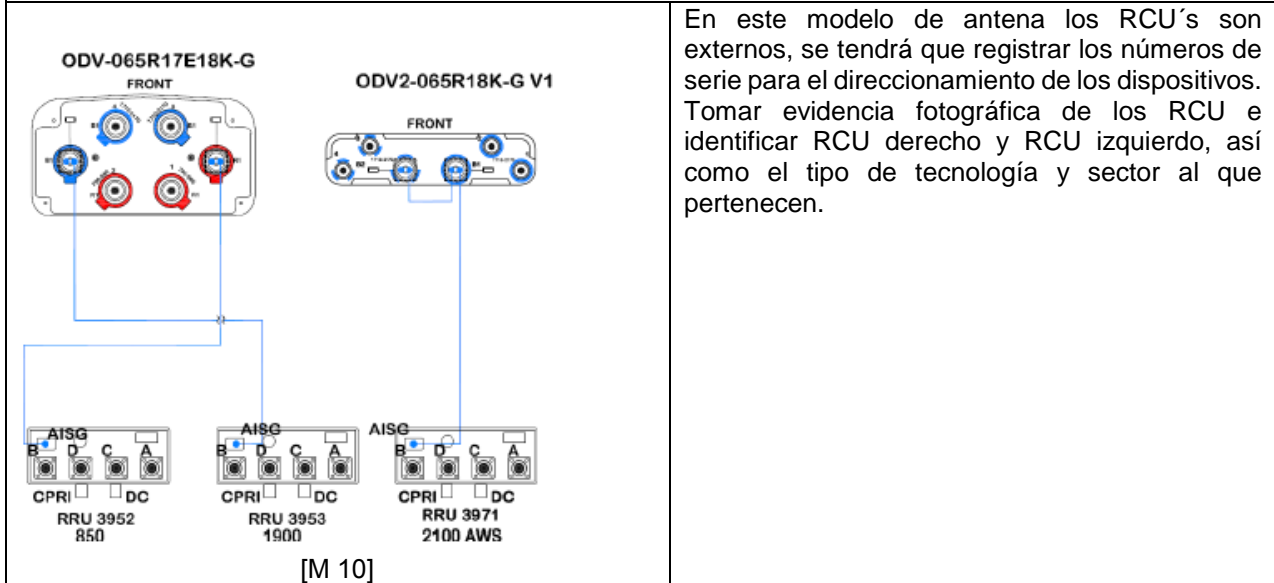 ODV-065R17E18K-G
FRONT
ODV2-065R18K-G V1
FRONT
B2
B1
AISG
B D C A
CPRI DC
RRU 3952
850
AISG
B D C A
CPRI DC
RRU 3953
1900
AISG
B D C A
CPRI DC
RRU 3971
2100 AWS
[M 10]
En este modelo de antena los RCU´s son
externos, se tendrá que registrar los números de
serie para el direccionamiento de los dispositivos.
Tomar evidencia fotográfica de los RCU e
identificar RCU derecho y RCU izquierdo, así
como el tipo de tecnología y sector al que
pertenecen.